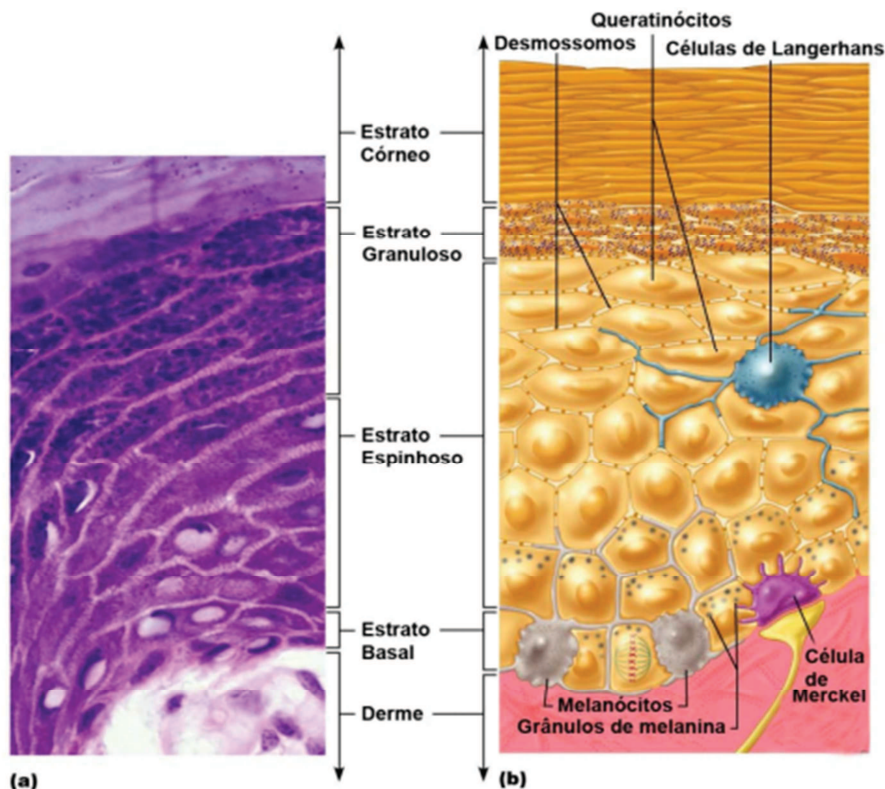 Queratinócitos
Desmossomos
Células de Langerhans
Estrato
Córneo
Estrato
Granuloso
Estrato
Espinhoso
Estrato
Basal
Derme
Melanócitos
Grânulos de melanina
Célula
de
Merckel
(a)
(b)